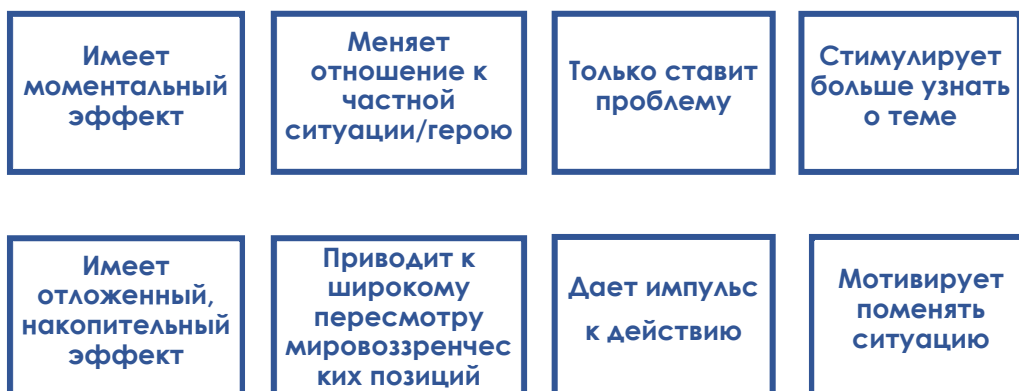 Имеет
моментальный
эффект
Меняет
отношение к
частной
ситуации/герою
Только ставит
проблему
Стимулирует
больше узнать
о теме
Имеет
отложенный,
накопительный
эффект
Приводит к
широкому
пересмотру
мировоззренчес
ких позиций
Дает импульс
к действию
Мотивирует
поменять
ситуацию